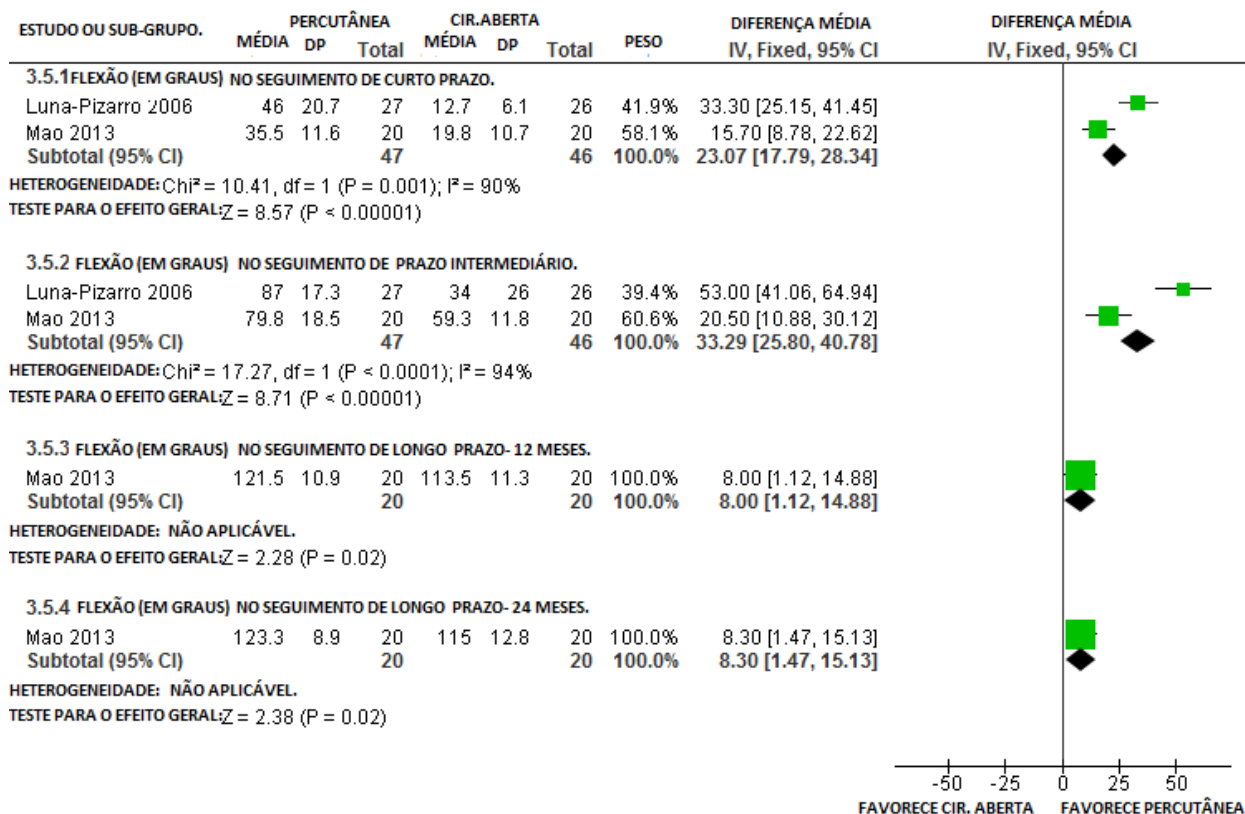 ESTUDO OU SUB-GRUPO. PERCUTÂNEA CIR.ABERTA DIFERENÇA MÉDIA DIFERENÇA MÉDIA
MÉDIA DP Total MÉDIA DP Total PESO IV, Fixed, 95% CI IV, Fixed, 95% CI
3.5.1 FLEXÃO (EM GRAUS) NO SEGUIMENTO DE CURTO PRAZO.
Luna-Pizarro 2006 46 20.7 27 12.7 6.1 26 41.9% 33.30 [25.15, 41.45]
Mao 2013 35.5 11.6 20 19.8 10.7 20 58.1% 15.70 [8.78, 22.62]
Subtotal (95% CI) 47 46 100.0% 23.07 [17.79, 28.34]
HETEROGENEIDADE: Chi² = 10.41, df = 1 (P = 0.001); I² = 90%
TESTE PARA O EFEITO GERAL: Z = 8.57 (P < 0.00001)
3.5.2 FLEXÃO (EM GRAUS) NO SEGUIMENTO DE PRAZO INTERMEDIÁRIO.
Luna-Pizarro 2006 87 17.3 27 34 26 26 39.4% 53.00 [41.06, 64.94]
Mao 2013 79.8 18.5 20 59.3 11.8 20 60.6% 20.50 [10.88, 30.12]
Subtotal (95% CI) 47 46 100.0% 33.29 [25.80, 40.78]
HETEROGENEIDADE: Chi² = 17.27, df = 1 (P < 0.0001); I² = 94%
TESTE PARA O EFEITO GERAL: Z = 8.71 (P < 0.00001)
3.5.3 FLEXÃO (EM GRAUS) NO SEGUIMENTO DE LONGO PRAZO- 12 MESES.
Mao 2013 121.5 10.9 20 113.5 11.3 20 100.0% 8.00 [1.12, 14.88]
Subtotal (95% CI) 20 20 100.0% 8.00 [1.12, 14.88]
HETEROGENEIDADE: NÃO APLICÁVEL.
TESTE PARA O EFEITO GERAL: Z = 2.28 (P = 0.02)
3.5.4 FLEXÃO (EM GRAUS) NO SEGUIMENTO DE LONGO PRAZO- 24 MESES.
Mao 2013 123.3 8.9 20 115 12.8 20 100.0% 8.30 [1.47, 15.13]
Subtotal (95% CI) 20 20 100.0% 8.30 [1.47, 15.13]
HETEROGENEIDADE: NÃO APLICÁVEL.
TESTE PARA O EFEITO GERAL: Z = 2.38 (P = 0.02)
-50 -25 0 25 50
FAVORECE CIR. ABERTA FAVORECE PERCUTÂNEA